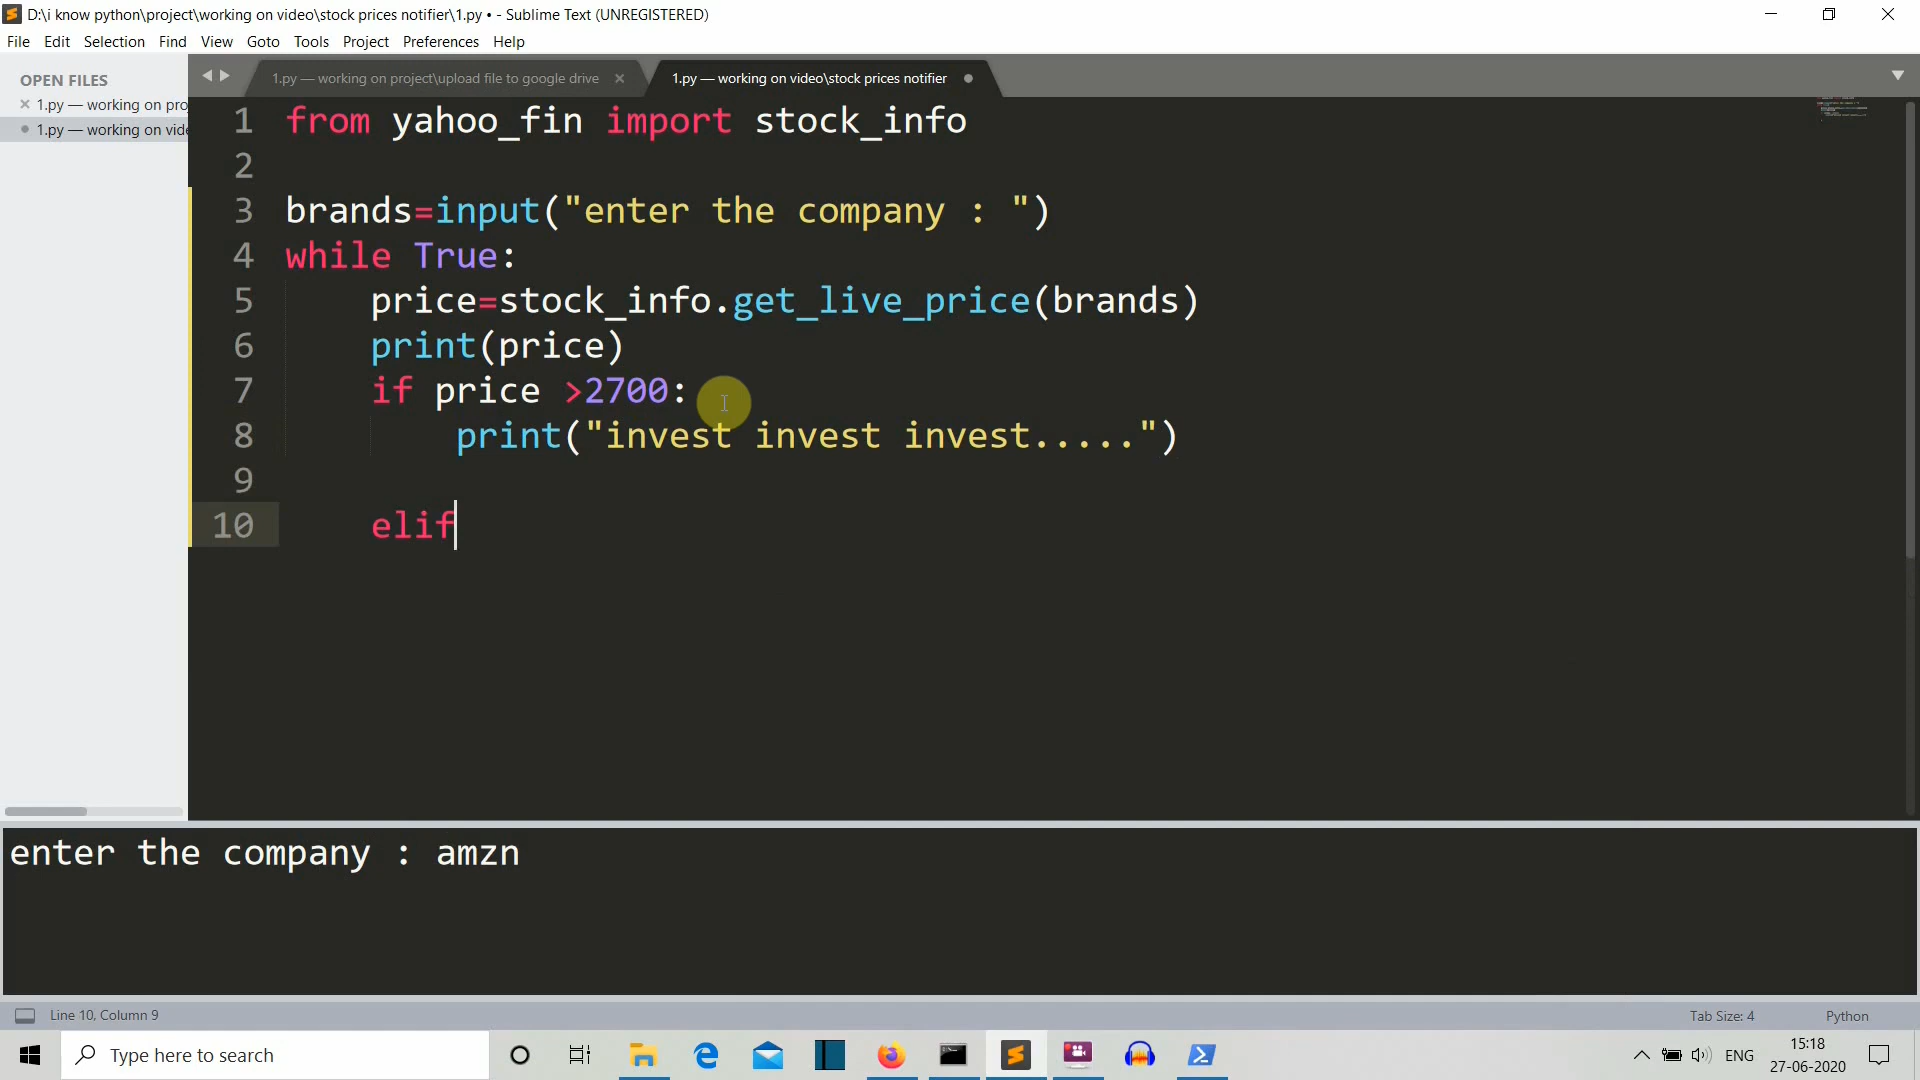 D:\i know python\project\working on video\stock prices notifier\1.py • - Sublime Text (UNREGISTERED)
File Edit Selection Find View Goto Tools Project Preferences Help
OPEN FILES
1.py — working on pro
1.py — working on vide
1.py — working on project\upload file to google drive
1.py — working on video\stock prices notifier
1 from yahoo_fin import stock_info
2
3 brands=input("enter the company : ")
4 while True:
5 price=stock_info.get_live_price(brands)
6 print(price)
7 if price >2700:
8 print("invest invest invest.....")
9
10 elif
enter the company : amzn
Line 10, Column 9
Tab Size: 4
Python
Type here to search
ENG
15:18
27-06-2020